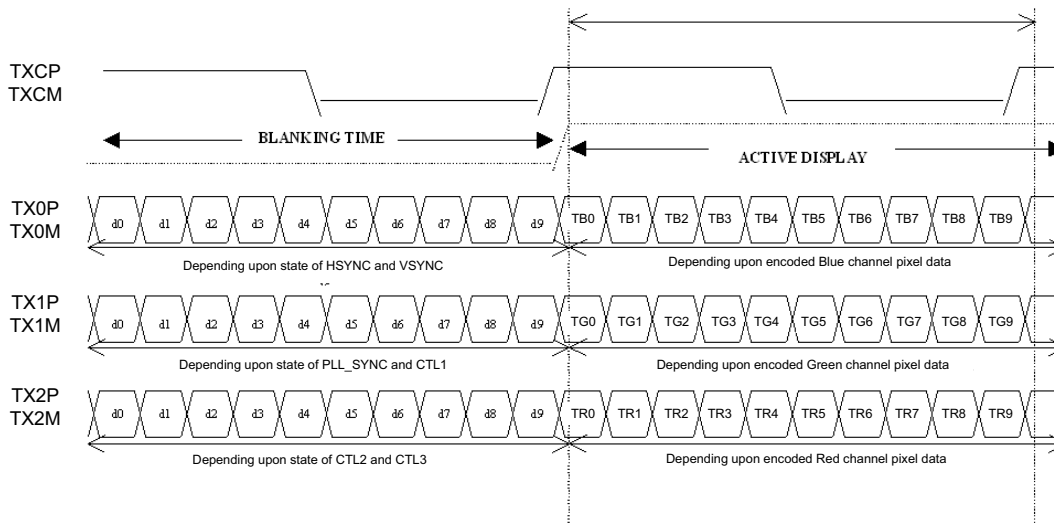 TXCP
TXCM
BLANKING TIME
ACTIVE DISPLAY
TX0P
TX0M
d0 d1 d2 d3 d4 d5 d6 d7 d8 d9 TB0 TB1 TB2 TB3 TB4 TB5 TB6 TB7 TB8 TB9
Depending upon state of HSYNC and VSYNC
Depending upon encoded Blue channel pixel data
TX1P
TX1M
d0 d1 d2 d3 d4 d5 d6 d7 d8 d9 TG0 TG1 TG2 TG3 TG4 TG5 TG6 TG7 TG8 TG9
Depending upon state of PLL_SYNC and CTL1
Depending upon encoded Green channel pixel data
TX2P
TX2M
d0 d1 d2 d3 d4 d5 d6 d7 d8 d9 TR0 TR1 TR2 TR3 TR4 TR5 TR6 TR7 TR8 TR9
Depending upon state of CTL2 and CTL3
Depending upon encoded Red channel pixel data